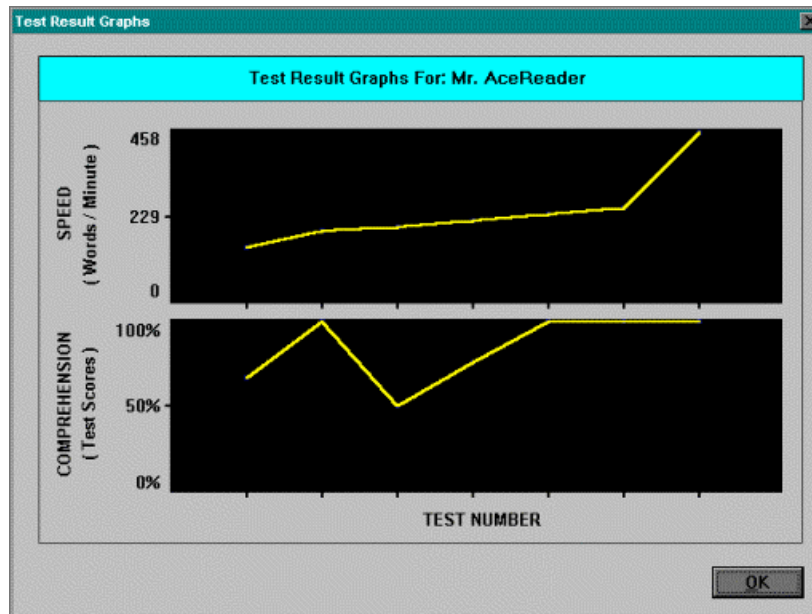 Test Result Graphs
Test Result Graphs For: Mr. AceReader
SPEED
( Words / Minute )
458
229
0
COMPREHENSION
( Test Scores )
100%
50%
0%
TEST NUMBER
OK